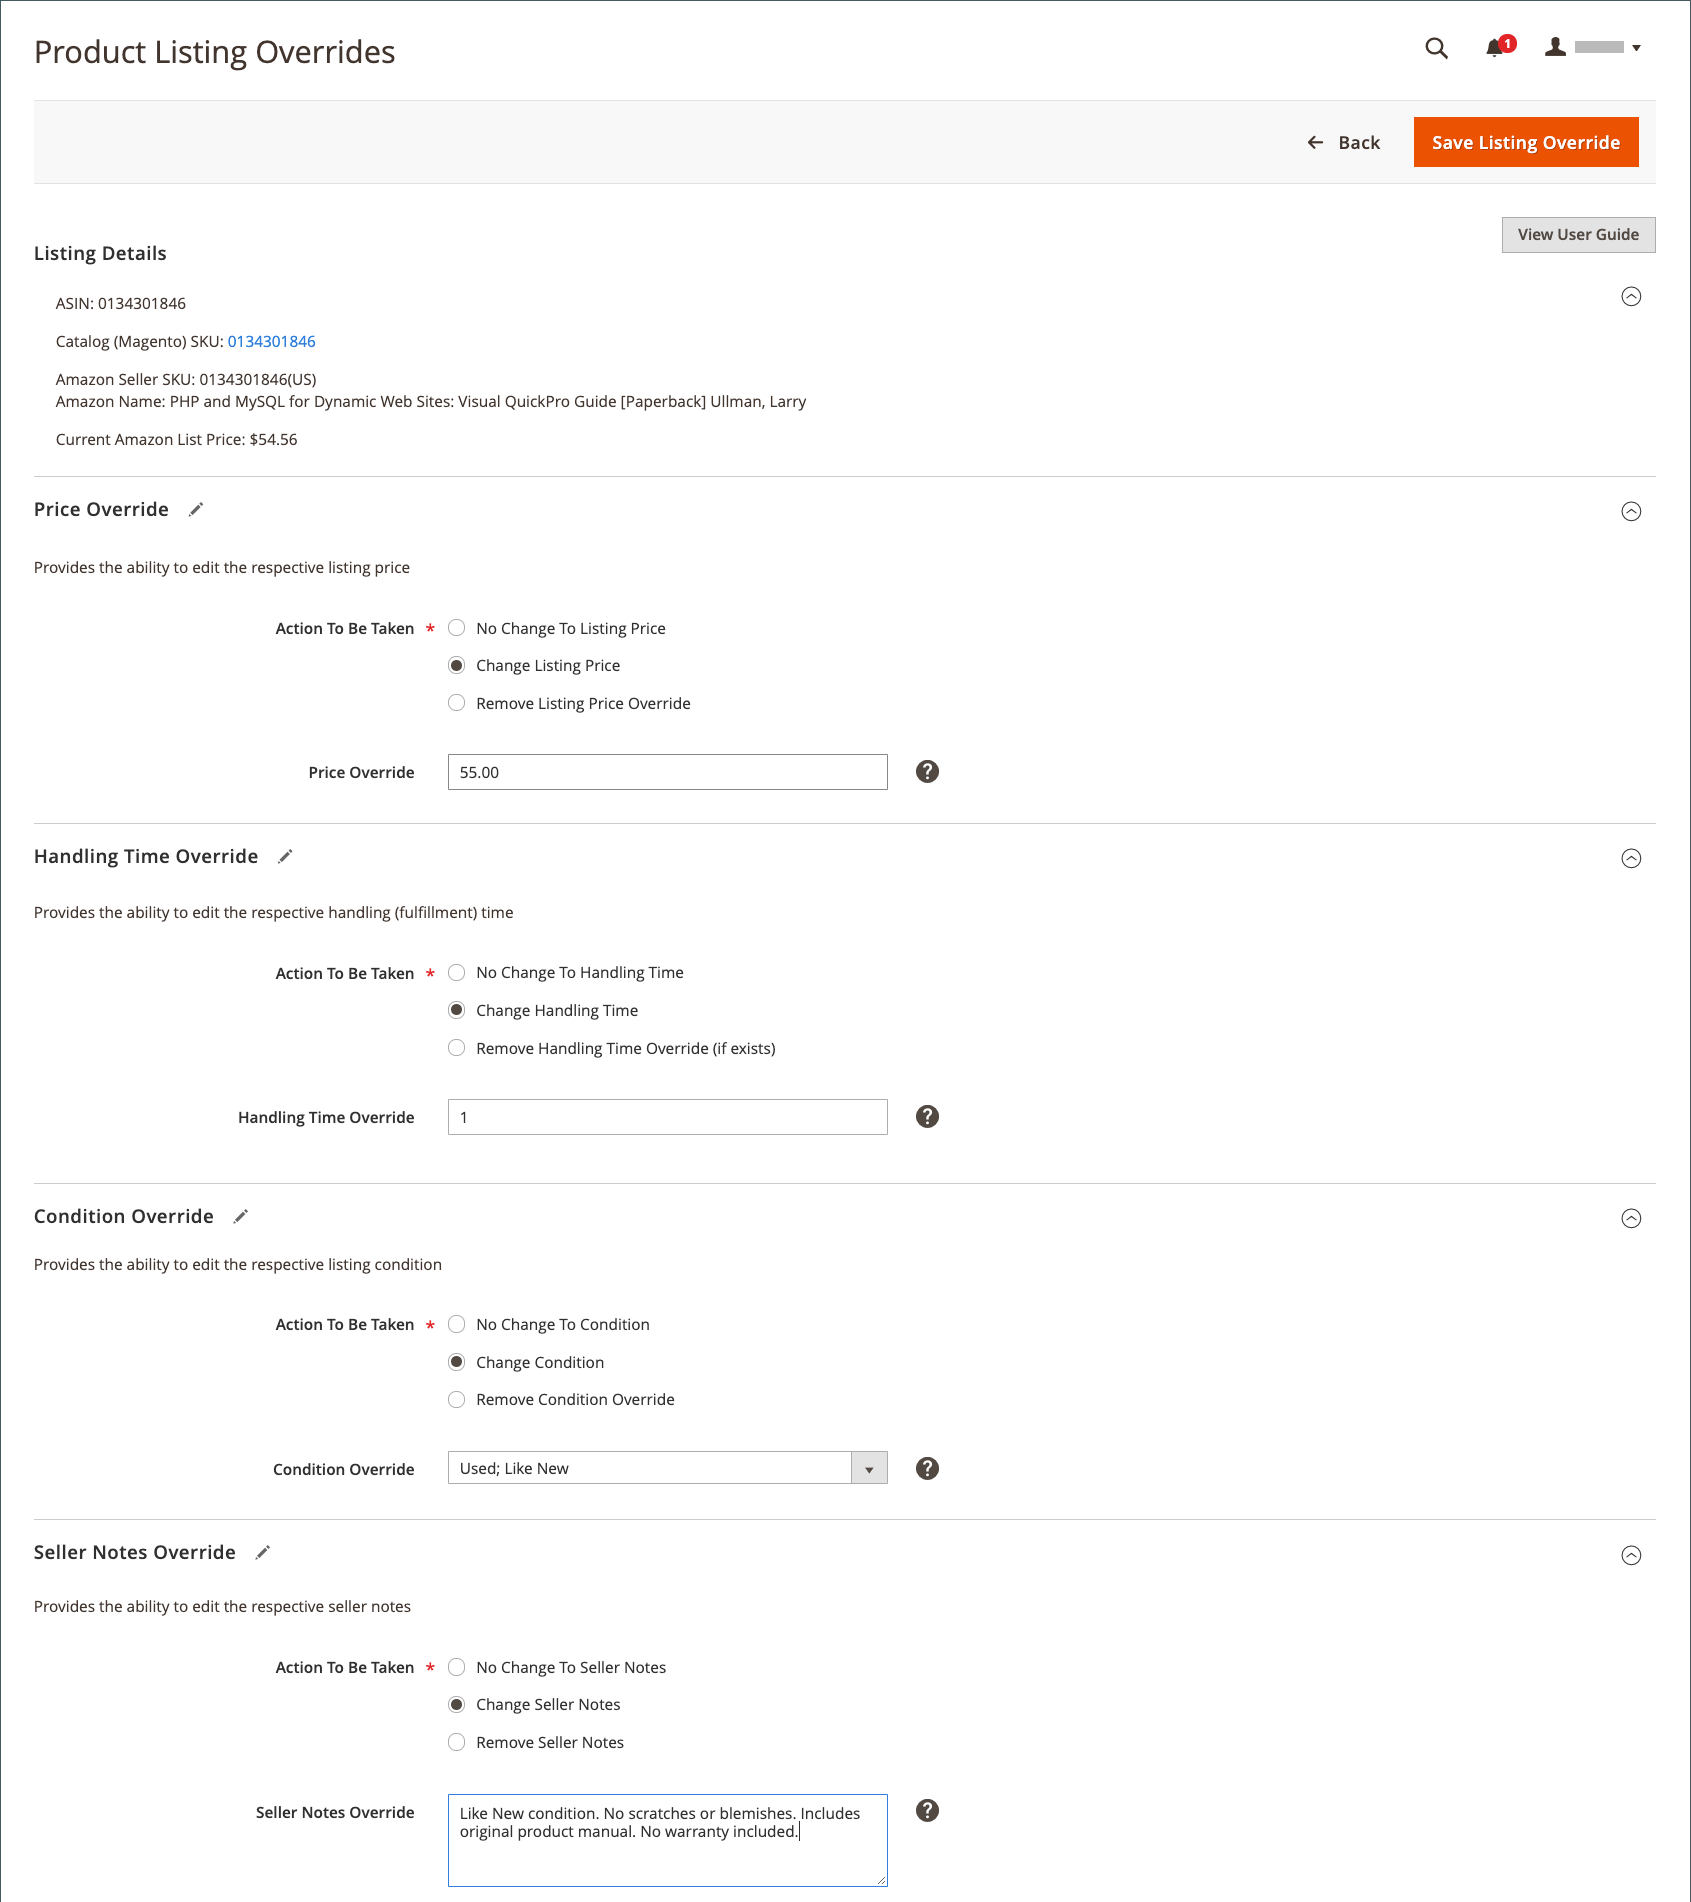 Product Listing Overrides
1
Back
Save Listing Override
View User Guide
Listing Details
ASIN: 0134301846
Catalog (Magento) SKU: 0134301846
Amazon Seller SKU: 0134301846(US)
Amazon Name: PHP and MySQL for Dynamic Web Sites: Visual QuickPro Guide [Paperback] Ullman, Larry
Current Amazon List Price: $54.56
Price Override
Provides the ability to edit the respective listing price
Action To Be Taken * No Change To Listing Price
Change Listing Price
Remove Listing Price Override
Price Override 55.00 ?
Handling Time Override
Provides the ability to edit the respective handling (fulfillment) time
Action To Be Taken * No Change To Handling Time
Change Handling Time
Remove Handling Time Override (if exists)
Handling Time Override 1 ?
Condition Override
Provides the ability to edit the respective listing condition
Action To Be Taken * No Change To Condition
Change Condition
Remove Condition Override
Condition Override Used; Like New ?
Seller Notes Override
Provides the ability to edit the respective seller notes
Action To Be Taken * No Change To Seller Notes
Change Seller Notes
Remove Seller Notes
Seller Notes Override Like New condition. No scratches or blemishes. Includes ?
original product manual. No warranty included.